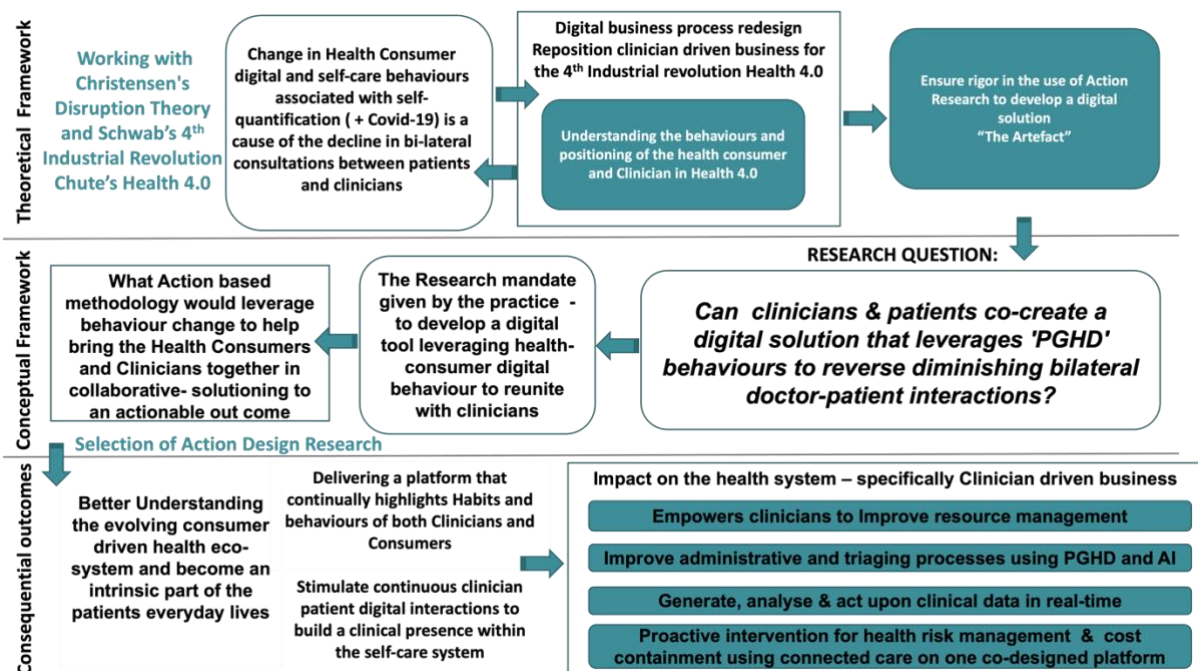 Theoretical Framework
Working with
Christensen's
Disruption Theory
and Schwab's 4th
Industrial Revolution
Chute's Health 4.0
Change in Health Consumer
digital and self-care behaviours
associated with self-
quantification ( + Covid-19) is a
cause of the decline in bi-lateral
consultations between patients
and clinicians
Digital business process redesign
Reposition clinician driven business for
the 4th Industrial revolution Health 4.0
Understanding the behaviours and
positioning of the health consumer
and Clinician in Health 4.0
Ensure rigor in the use of Action
Research to develop a digital
solution
“The Artefact”
Conceptual Framework
RESEARCH QUESTION:
Can clinicians & patients co-create a
digital solution that leverages 'PGHD'
behaviours to reverse diminishing bilateral
doctor-patient interactions?
The Research mandate
given by the practice -
to develop a digital
tool leveraging health-
consumer digital
behaviour to reunite
with clinicians
What Action based
methodology would leverage
behaviour change to help
bring the Health Consumers
and Clinicians together in
collaborative- solutioning to
an actionable out come
Selection of Action Design Research
Consequential outcomes
Better Understanding
the evolving consumer
driven health eco-
system and become an
intrinsic part of the
patients everyday lives
Delivering a platform that
continually highlights Habits and
behaviours of both Clinicians and
Consumers
Stimulate continuous clinician
patient digital interactions to
build a clinical presence within
the self-care system
Impact on the health system – specifically Clinician driven business
Empowers clinicians to Improve resource management
Improve administrative and triaging processes using PGHD and AI
Generate, analyse & act upon clinical data in real-time
Proactive intervention for health risk management & cost
containment using connected care on one co-designed platform